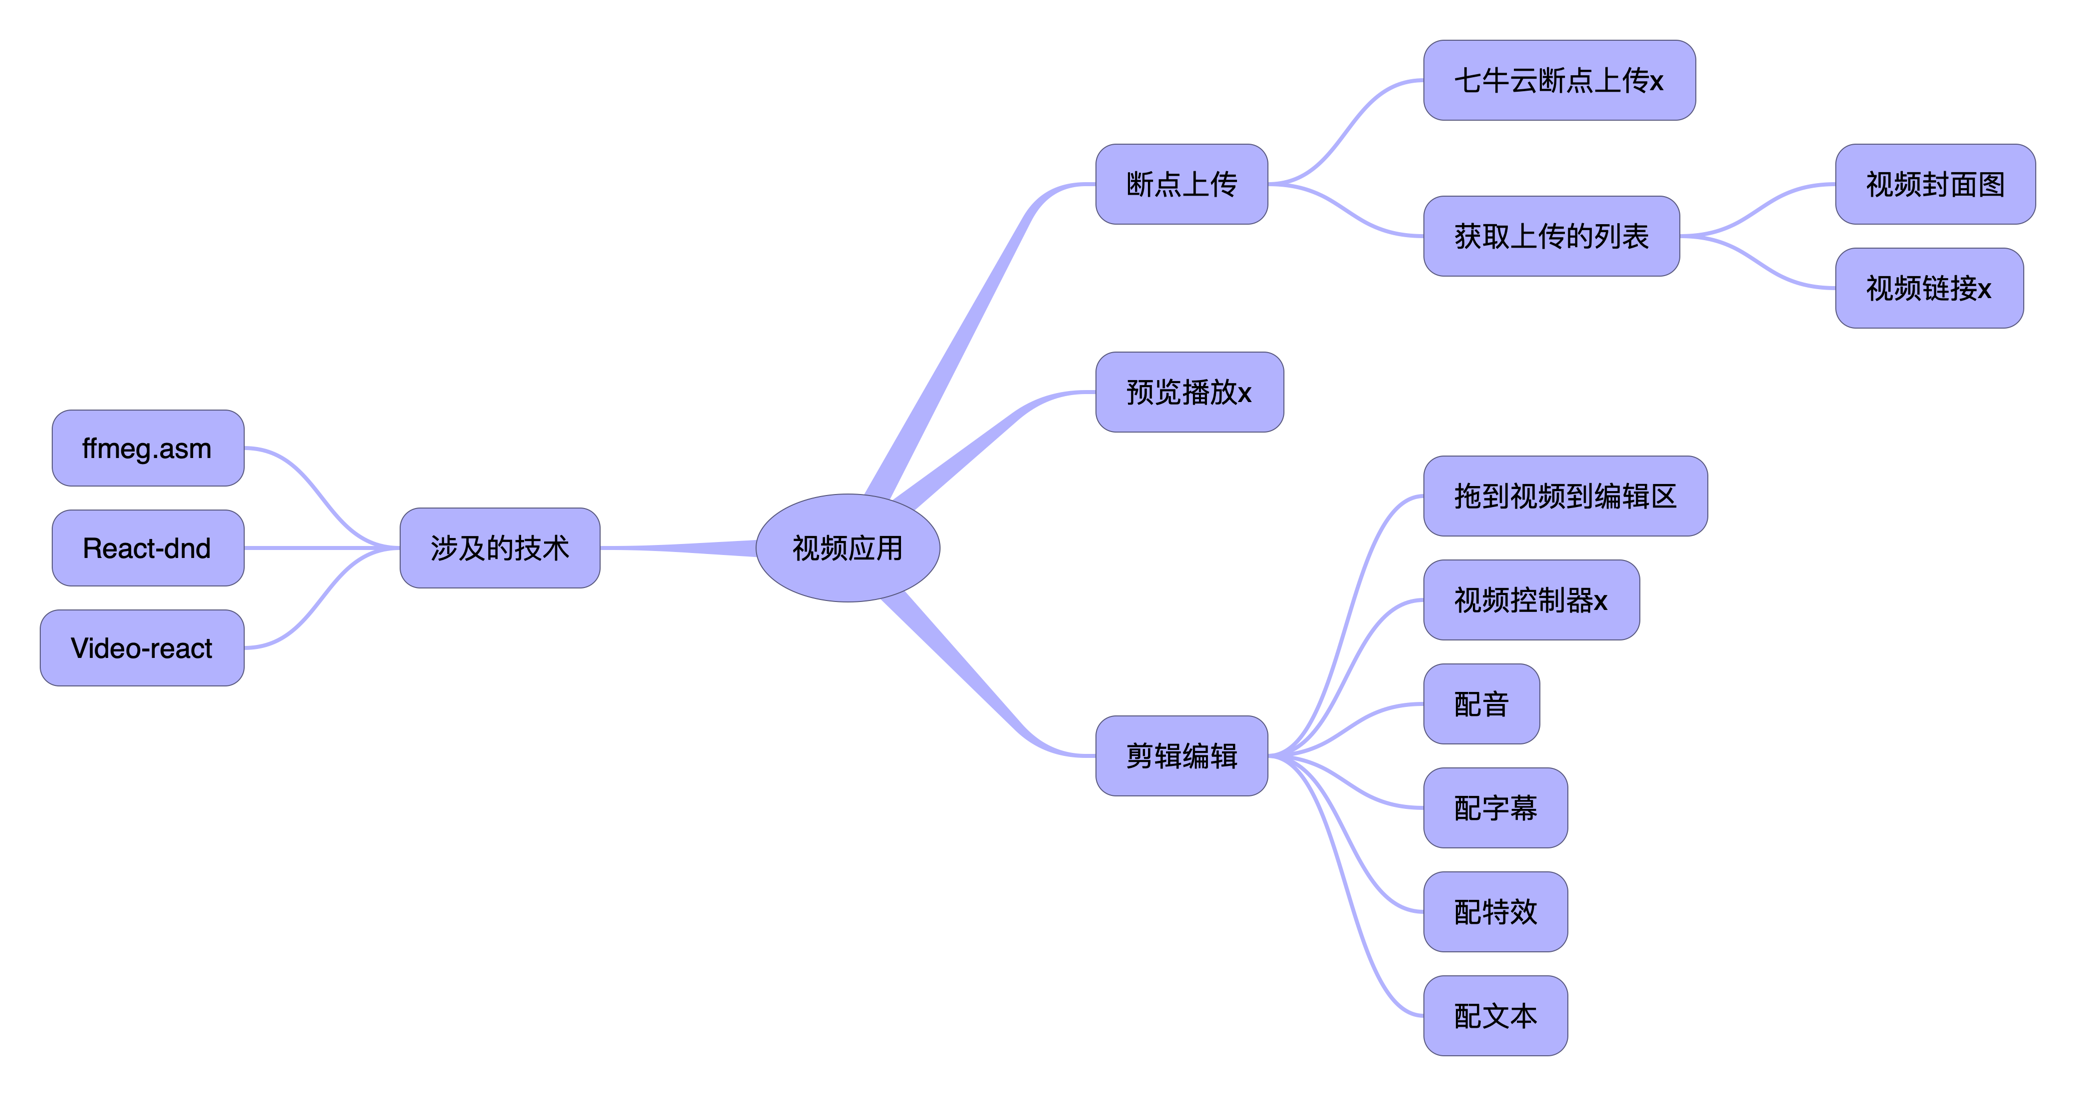 视频应用
断点上传
七牛云断点上传x
获取上传的列表
视频封面图
视频链接x
预览播放x
剪辑编辑
拖到视频到编辑区
视频控制器x
配音
配字幕
配特效
配文本
涉及的技术
ffmeg.asm
React-dnd
Video-react